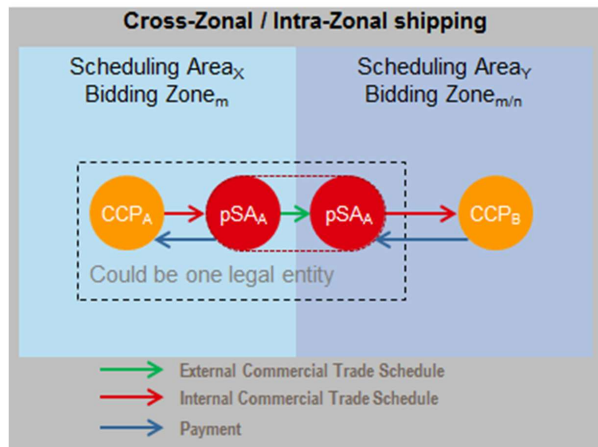 Cross-Zonal / Intra-Zonal shipping
Scheduling AreaX
Bidding Zonem
Scheduling AreaY
Bidding Zonem/n
CCPA
pSAA
pSAA
CCPB
Could be one legal entity
External Commercial Trade Schedule
Internal Commercial Trade Schedule
Payment